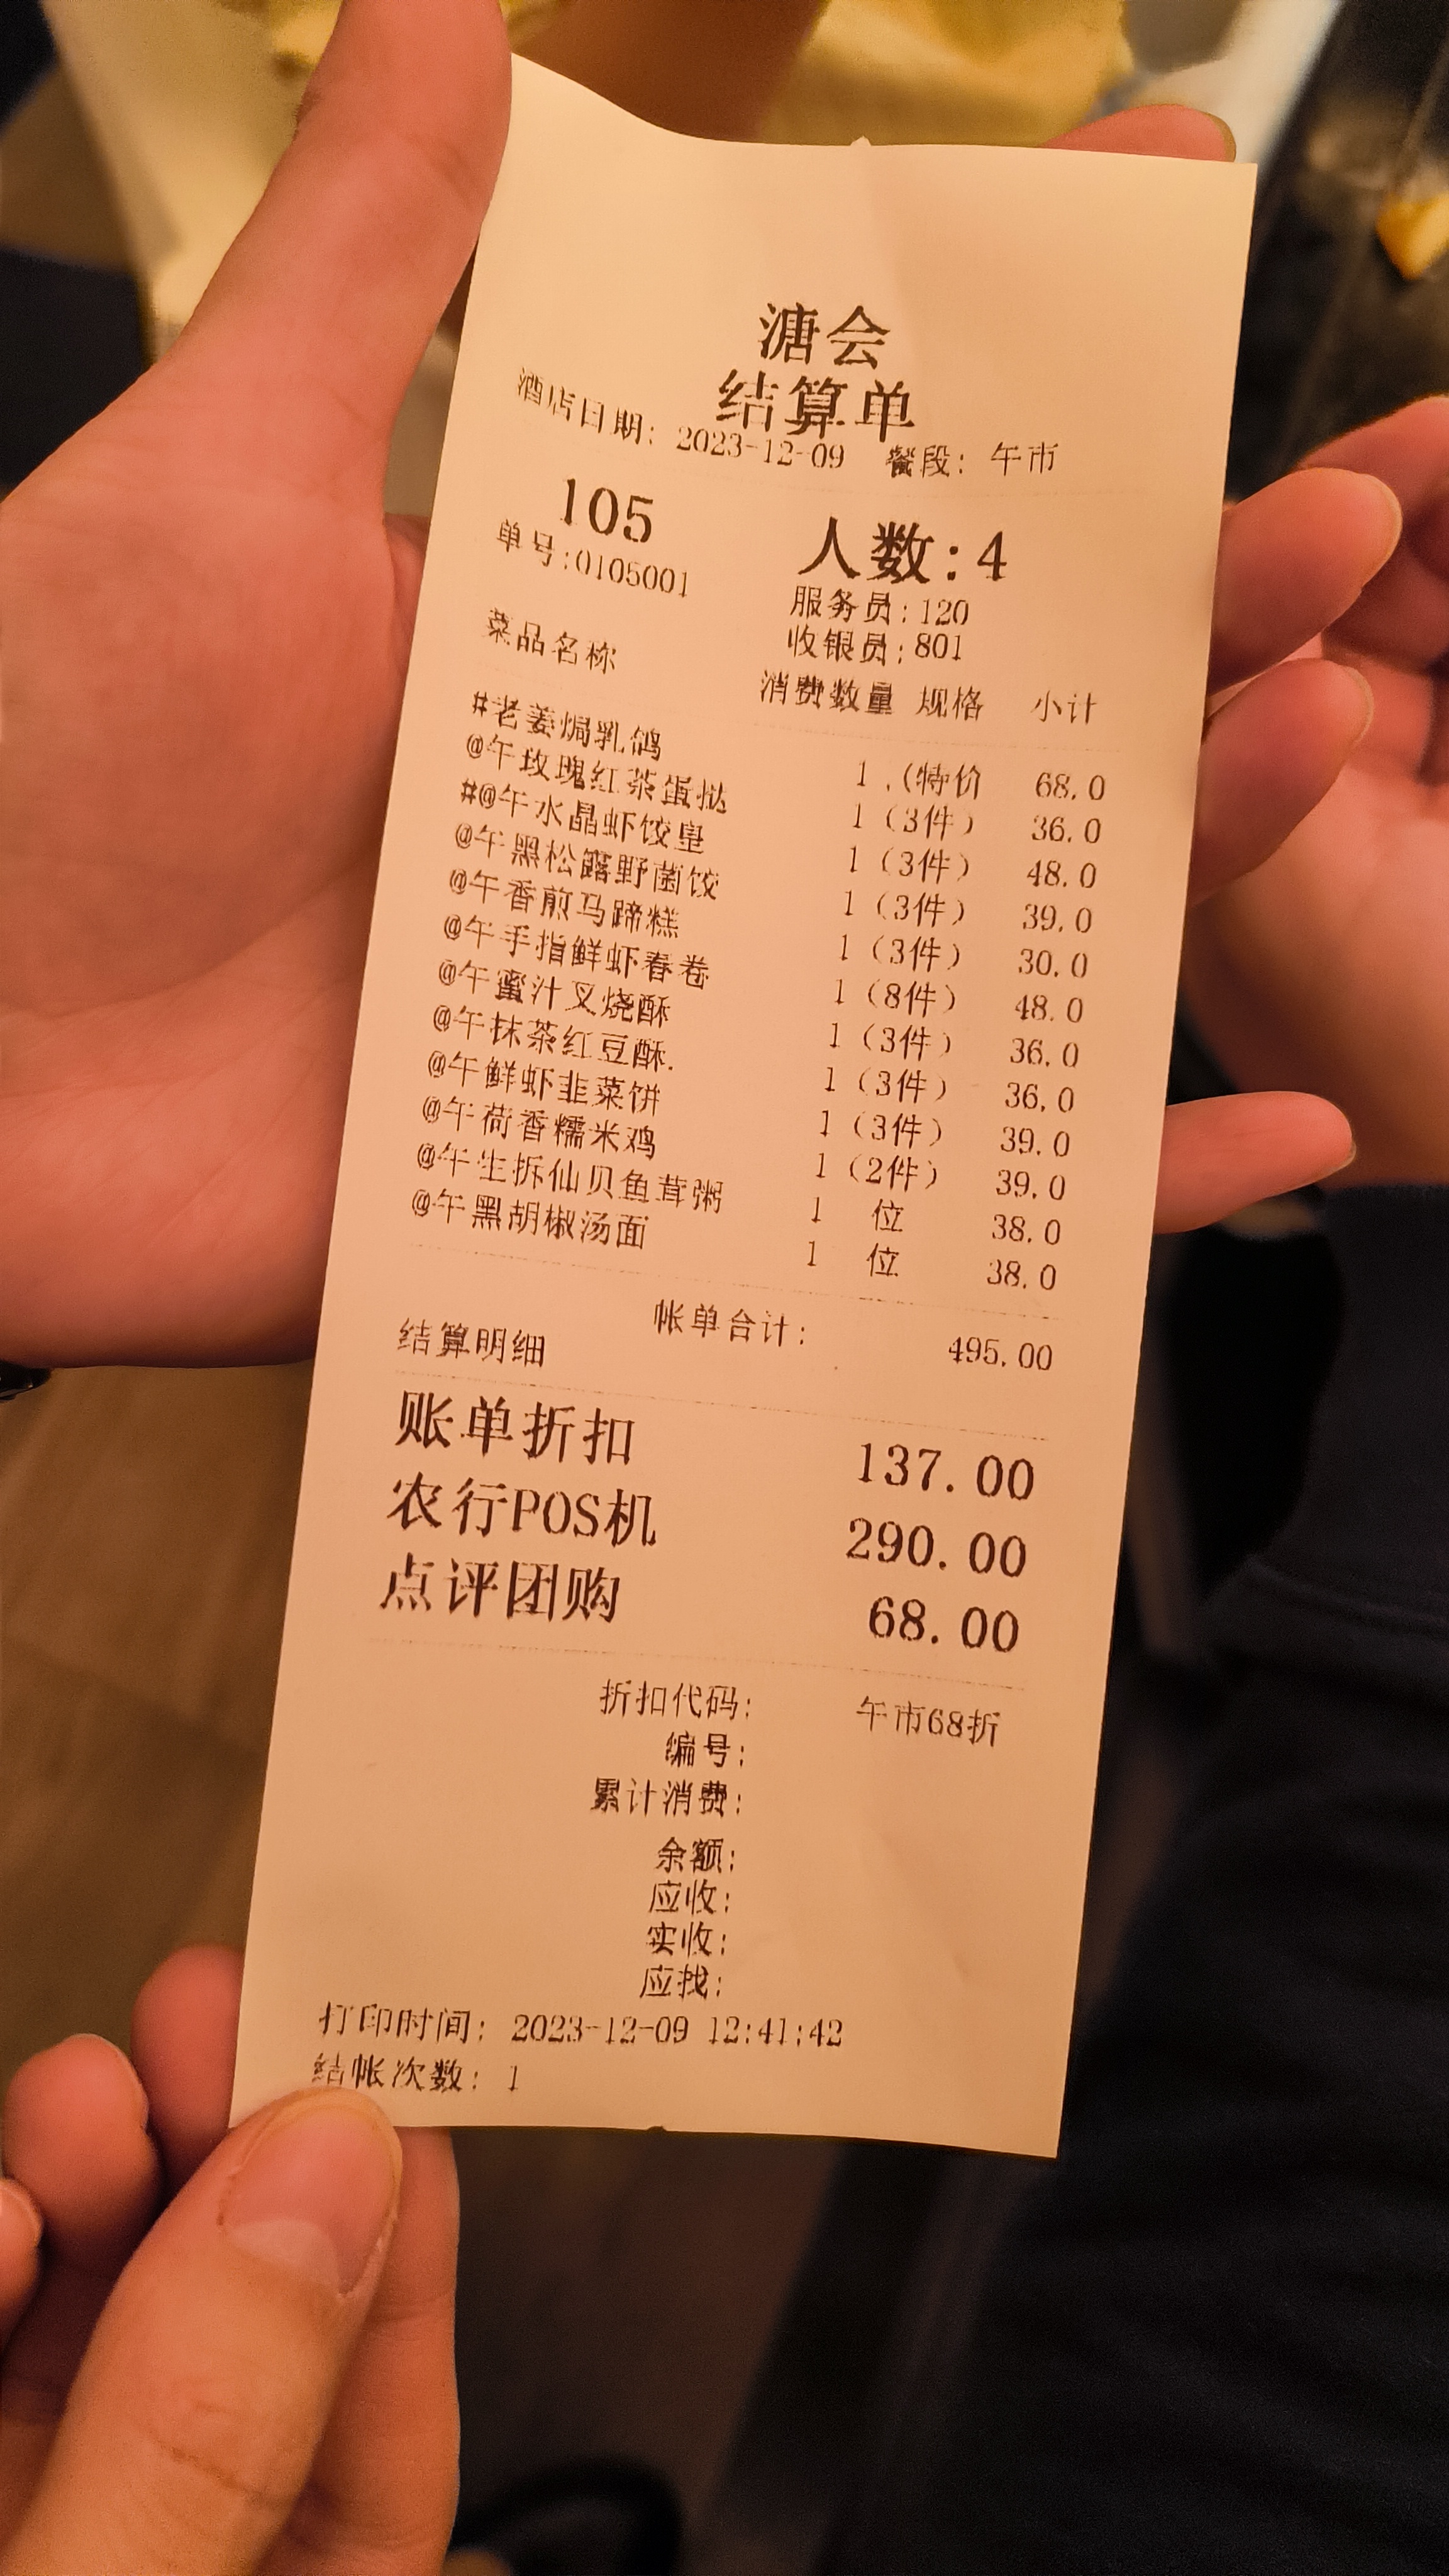 溏会
结算单
酒店日期: 2023-12-09 餐段: 午市
105 人数:4
单号:0105001 服务员:120
收银员:801
菜品名称 消费数量 规格 小计
#老姜焗乳鸽 1 .(特价 68.0
@午玫瑰红茶蛋挞 1 (3件) 36.0
#@午水晶虾饺皇 1 (3件) 48.0
@午黑松露野菌饺 1 (3件) 39.0
@午香煎马蹄糕 1 (3件) 30.0
@午手指鲜虾春卷 1 (8件) 48.0
@午蜜汁叉烧酥 1 (3件) 36.0
@午抹茶红豆酥. 1 (3件) 36.0
@午鲜虾韭菜饼 1 (3件) 39.0
@午荷香糯米鸡 1 (2件) 39.0
@午生拆仙贝鱼茸粥 1 位 38.0
@午黑胡椒汤面 1 位 38.0
帐单合计: 495.00
结算明细
账单折扣 137.00
农行POS机 290.00
点评团购 68.00
折扣代码: 午市68折
编号:
累计消费:
余额:
应收:
实收:
应找:
打印时间: 2023-12-09 12:41:42
结帐次数: 1